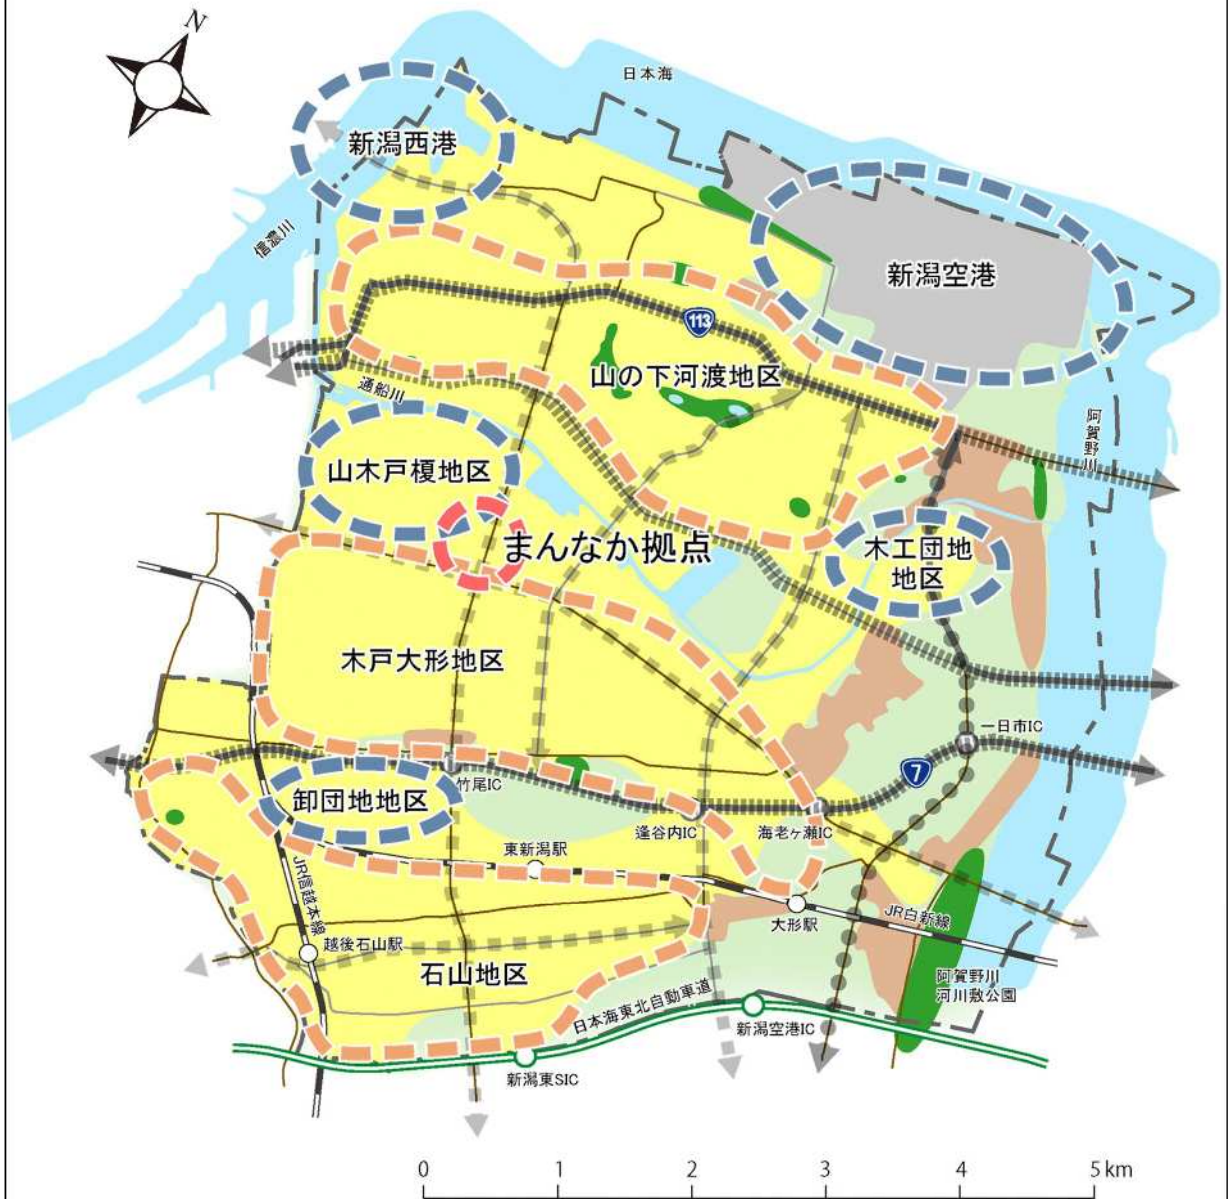 N
日本海
新潟西港
信濃川
新潟空港
113
山の下河渡地区
通船川
阿賀野川
山木戸榎地区
まんなか拠点
木工団地
地区
木戸大形地区
一日市IC
7
竹尾IC
卸団地地区
逢谷内IC
海老ヶ瀬IC
東新潟駅
JR信越本線
大形駅
JR白新線
越後石山駅
石山地区
阿賀野川
河川敷公園
日本海東北自動車道
新潟空港IC
新潟東SIC
0 1 2 3 4 5 km